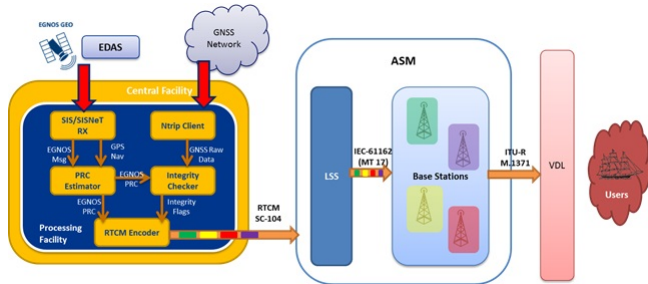 EGNOS GEO
EDAS
GNSS
Network
Central Facility
SIS/SISNeT
RX
Ntrip Client
EGNOS
Msg
GPS
Nav
GNSS Raw
Data
PRC
Estimator
EGNOS
PRC
Integrity
Checker
EGNOS
PRC
Integrity
Flags
Processing
Facility
RTCM Encoder
RTCM
SC-104
ASM
LSS
IEC-61162
(MT 17)
Base Stations
ITU-R
M.1371
VDL
Users